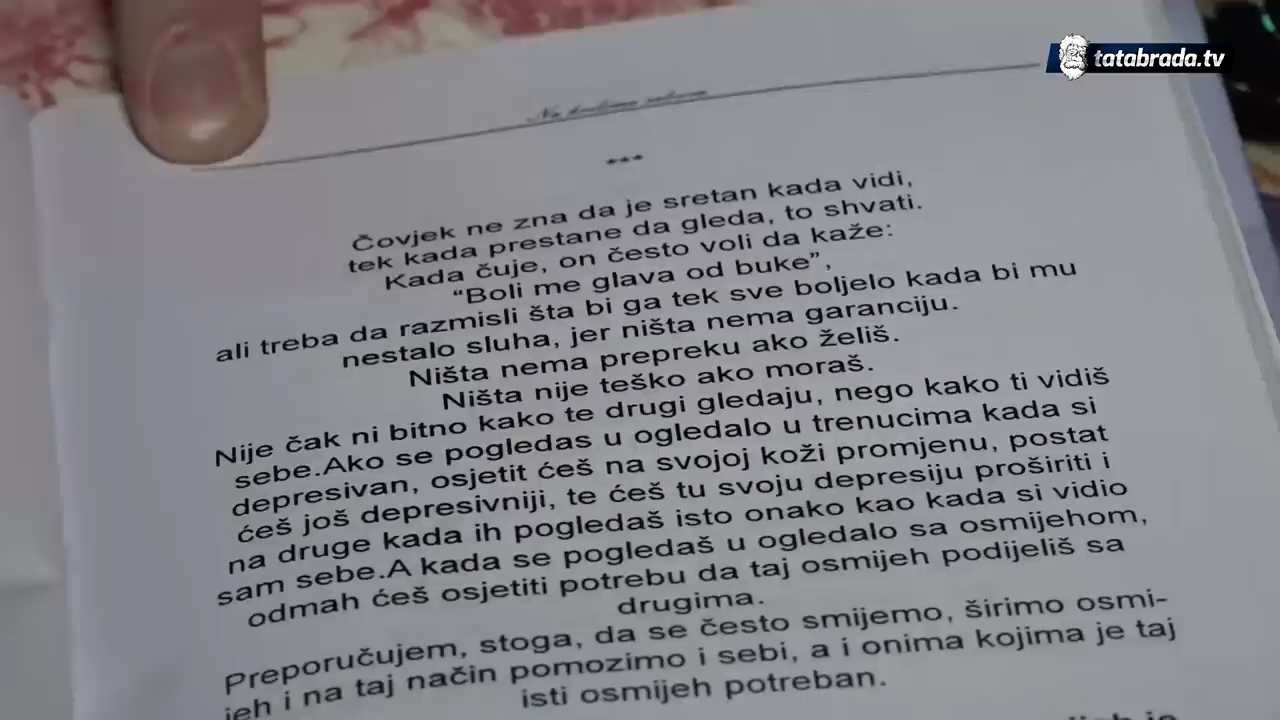 tatabrada.tv
***
Čovjek ne zna da je sretan kada vidi,
tek kada prestane da gleda, to shvati.
Kada čuje, on često voli da kaže:
“Boli me glava od buke”,
ali treba da razmisli šta bi ga tek sve boljelo kada bi mu
nestalo sluha, jer ništa nema garanciju.
Ništa nema prepreku ako želiš.
Ništa nije teško ako moraš.
Nije čak ni bitno kako te drugi gledaju, nego kako ti vidiš
sebe.Ako se pogledas u ogledalo u trenucima kada si
depresivan, osjetit ćeš na svojoj koži promjenu, postat
ćeš još depresivniji, te ćeš tu svoju depresiju proširiti i
na druge kada ih pogledaš isto onako kao kada si vidio
sam sebe.A kada se pogledaš u ogledalo sa osmijehom,
odmah ćeš osjetiti potrebu da taj osmijeh podijeliš sa
drugima.
Preporučujem, stoga, da se često smijemo, širimo osmi-
jeh i na taj način pomozimo i sebi, a i onima kojima je taj
isti osmijeh potreban.